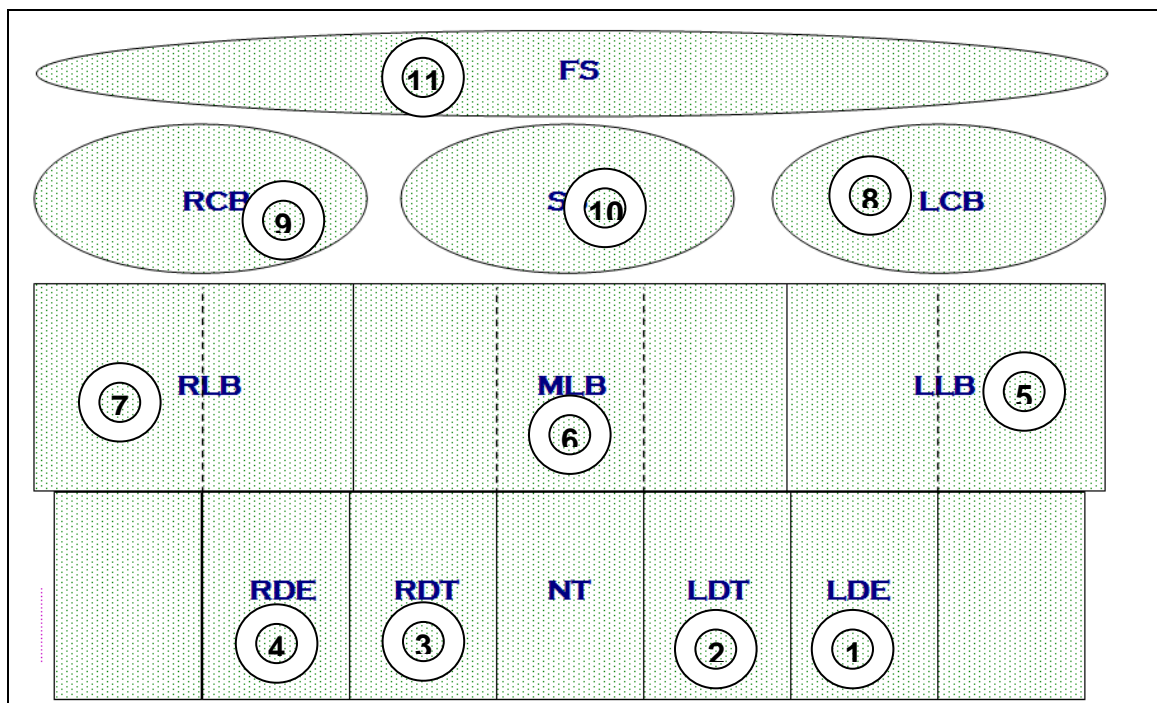 11 FS
RCB 9 S 10 8 LCB
7 RLB MLB LLB 5
6
RDE RDT NT LDT LDE
4 3 2 1